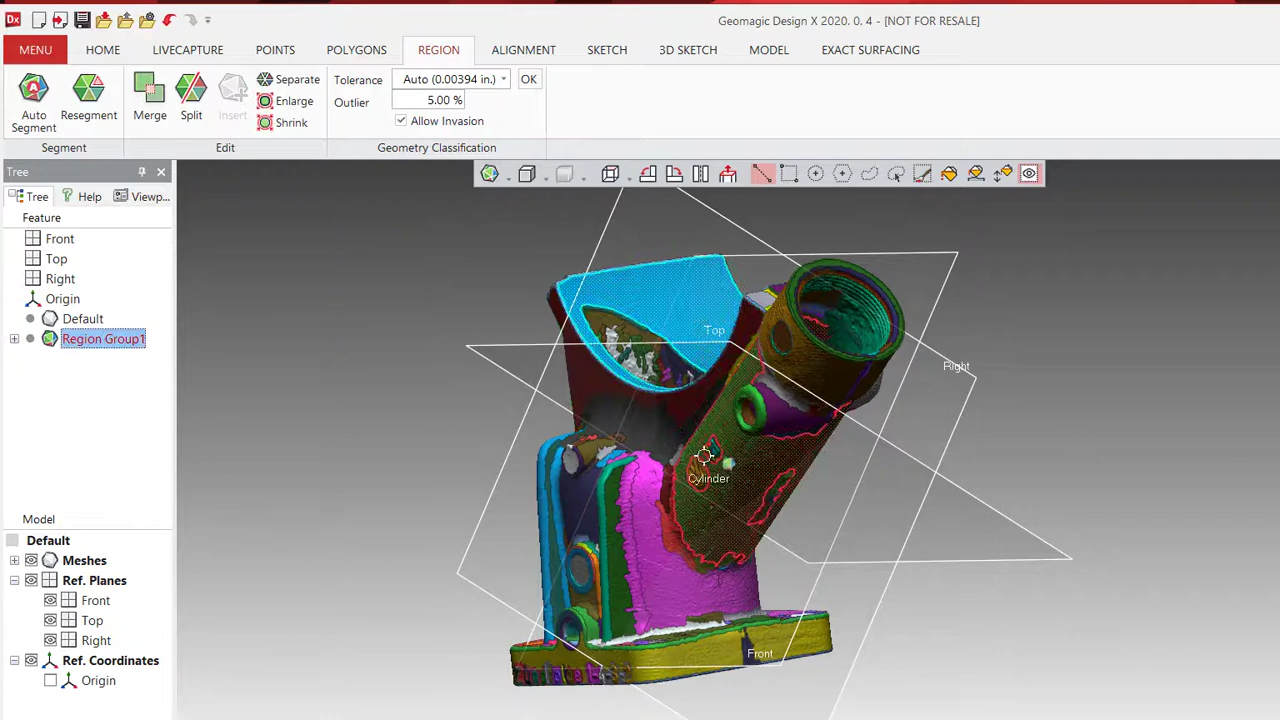 Dx
Geomagic Design X 2020. 0. 4 - [NOT FOR RESALE]
MENU HOME LIVECAPTURE POINTS POLYGONS REGION ALIGNMENT SKETCH 3D SKETCH MODEL EXACT SURFACING
Auto Segment
Resegment
Merge
Split
Insert
Separate
Enlarge
Shrink
Tolerance Auto (0.00394 in.) OK
Outlier 5.00 %
Allow Invasion
Segment Edit Geometry Classification
Tree
Tree Help Viewp...
Feature
Front
Top
Right
Origin
Default
Region Group1
Model
Default
Meshes
Ref. Planes
Front
Top
Right
Ref. Coordinates
Origin
Top
Right
Cylinder
Front